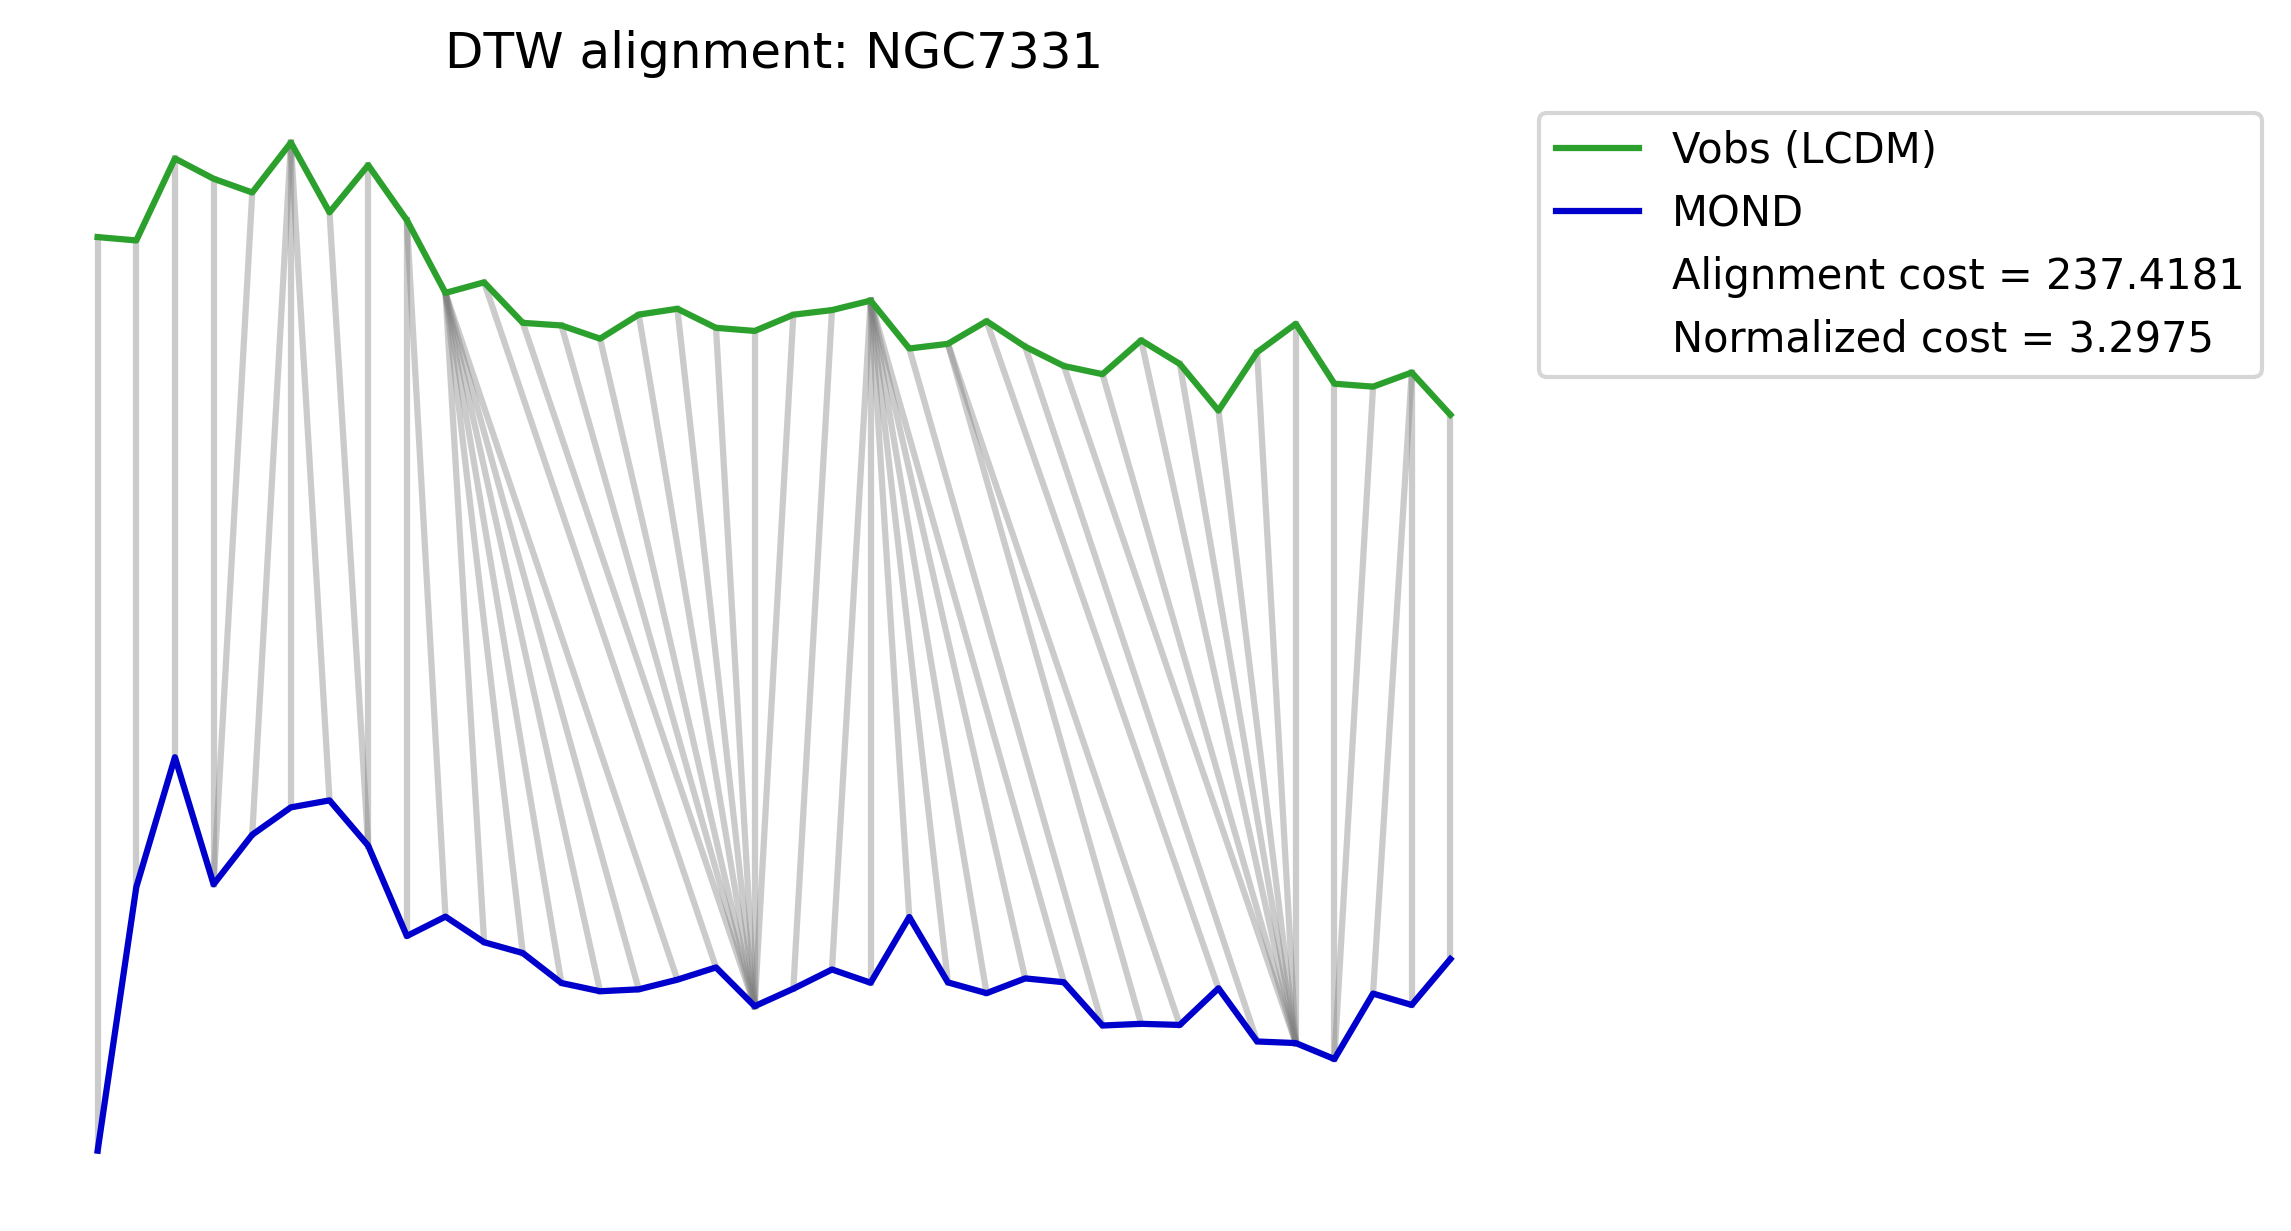 DTW alignment: NGC7331
Vobs (LCDM)
MOND
Alignment cost = 237.4181
Normalized cost = 3.2975